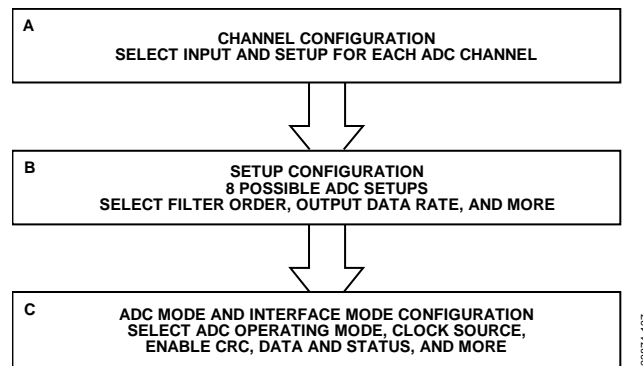 A
CHANNEL CONFIGURATION
SELECT INPUT AND SETUP FOR EACH ADC CHANNEL
B
SETUP CONFIGURATION
8 POSSIBLE ADC SETUPS
SELECT FILTER ORDER, OUTPUT DATA RATE, AND MORE
C
ADC MODE AND INTERFACE MODE CONFIGURATION
SELECT ADC OPERATING MODE, CLOCK SOURCE,
ENABLE CRC, DATA AND STATUS, AND MORE